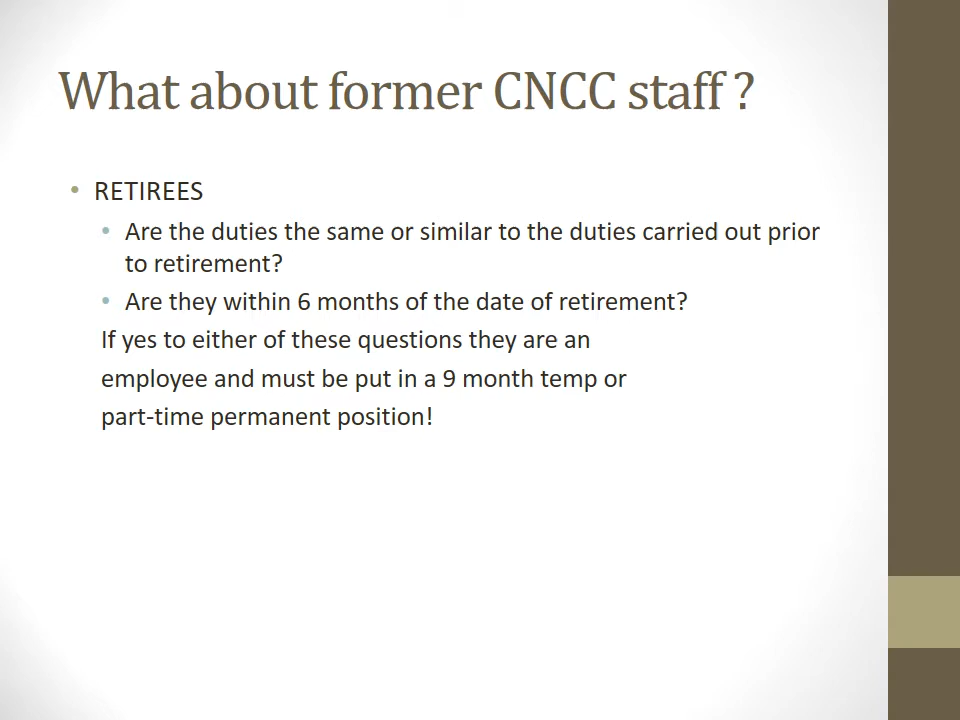 What about former CNCC staff ?
• RETIREES
• Are the duties the same or similar to the duties carried out prior
to retirement?
• Are they within 6 months of the date of retirement?
If yes to either of these questions they are an
employee and must be put in a 9 month temp or
part-time permanent position!